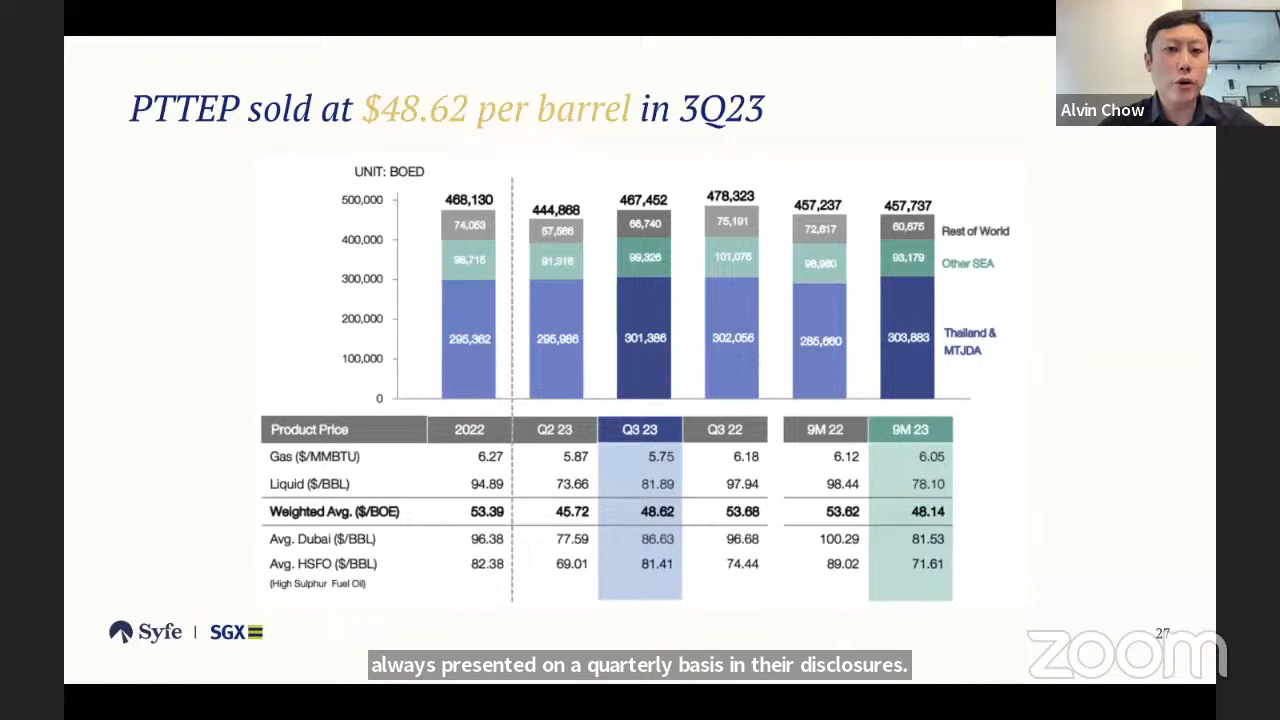 Alvin Chow
PTTEP sold at $48.62 per barrel in 3Q23
UNIT: BOED
500,000
400,000
300,000
200,000
100,000
0
468,130
444,868
467,452
478,323
457,237
457,737
74,053
57,566
66,740
75,191
72,617
60,675
Rest of World
98,715
91,316
99,326
101,076
98,960
93,179
Other SEA
295,362
295,986
301,386
302,056
285,660
303,883
Thailand &
MTJDA
Product Price 2022 Q2 23 Q3 23 Q3 22 9M 22 9M 23
Gas ($/MMBTU) 6.27 5.87 5.75 6.18 6.12 6.05
Liquid ($/BBL) 94.89 73.66 81.89 97.94 98.44 78.10
Weighted Avg. ($/BOE) 53.39 45.72 48.62 53.68 53.62 48.14
Avg. Dubai ($/BBL) 96.38 77.59 86.63 96.68 100.29 81.53
Avg. HSFO ($/BBL) 82.38 69.01 81.41 74.44 89.02 71.61
(High Sulphur Fuel Oil)
Syfe | SGX
27
zoom
always presented on a quarterly basis in their disclosures.